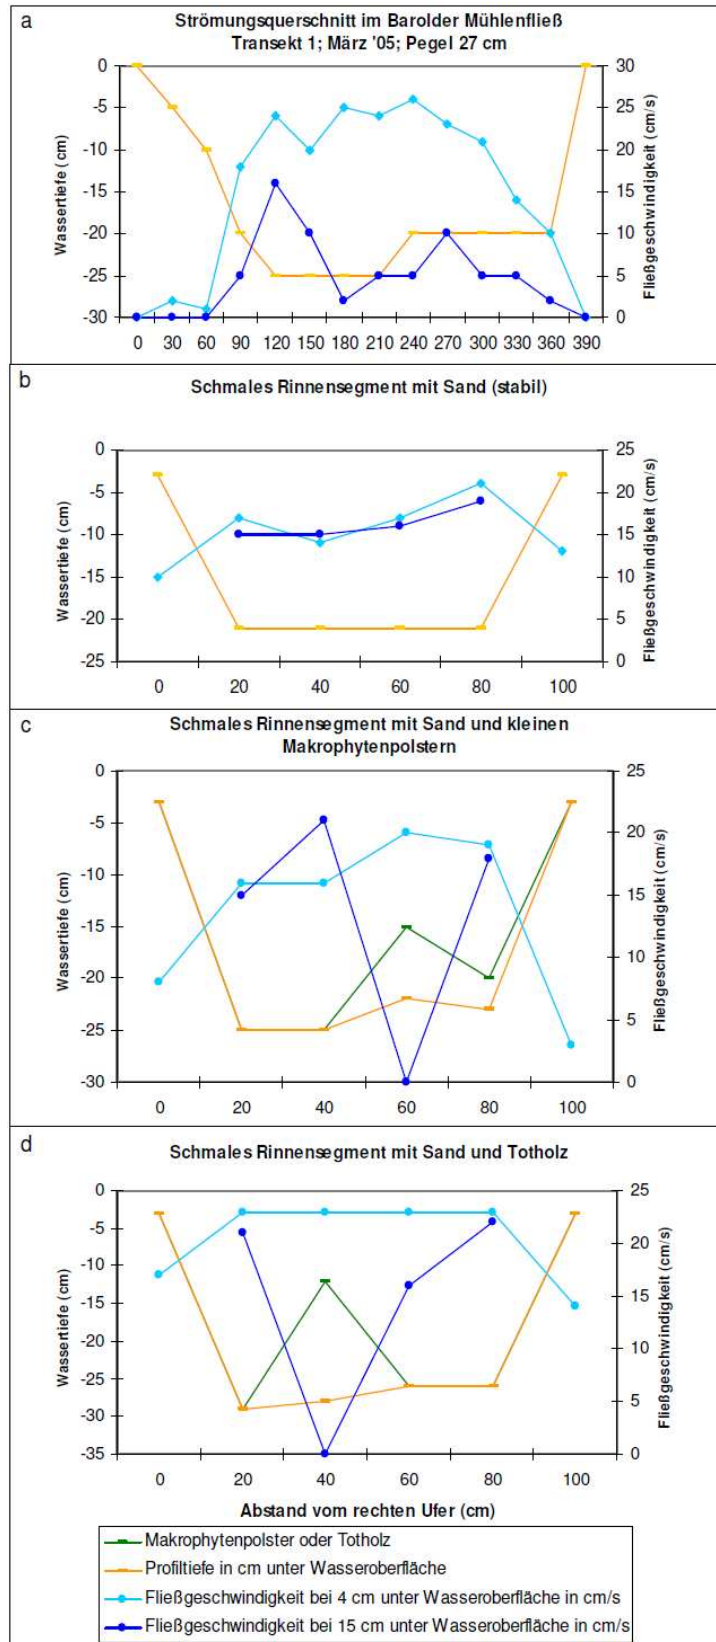 a
Strömungsquerschnitt im Barolder Mühlenfließ
Transekt 1; März '05; Pegel 27 cm
Wassertiefe (cm)
0
-5
-10
-15
-20
-25
-30
30
25
20
15
10
5
0
Fließgeschwindigkeit (cm/s)
0 30 60 90 120 150 180 210 240 270 300 330 360 390
b
Schmales Rinnensegment mit Sand (stabil)
Wassertiefe (cm)
0
-5
-10
-15
-20
-25
25
20
15
10
5
0
Fließgeschwindigkeit (cm/s)
0 20 40 60 80 100
c
Schmales Rinnensegment mit Sand und kleinen
Makrophytenpolstern
Wassertiefe (cm)
0
-5
-10
-15
-20
-25
-30
25
20
15
10
5
0
Fließgeschwindigkeit (cm/s)
0 20 40 60 80 100
d
Schmales Rinnensegment mit Sand und Totholz
Wassertiefe (cm)
0
-5
-10
-15
-20
-25
-30
-35
25
20
15
10
5
0
Fließgeschwindigkeit (cm/s)
0 20 40 60 80 100
Abstand vom rechten Ufer (cm)
Makrophytenpolster oder Totholz
Profiltiefe in cm unter Wasseroberfläche
Fließgeschwindigkeit bei 4 cm unter Wasseroberfläche in cm/s
Fließgeschwindigkeit bei 15 cm unter Wasseroberfläche in cm/s